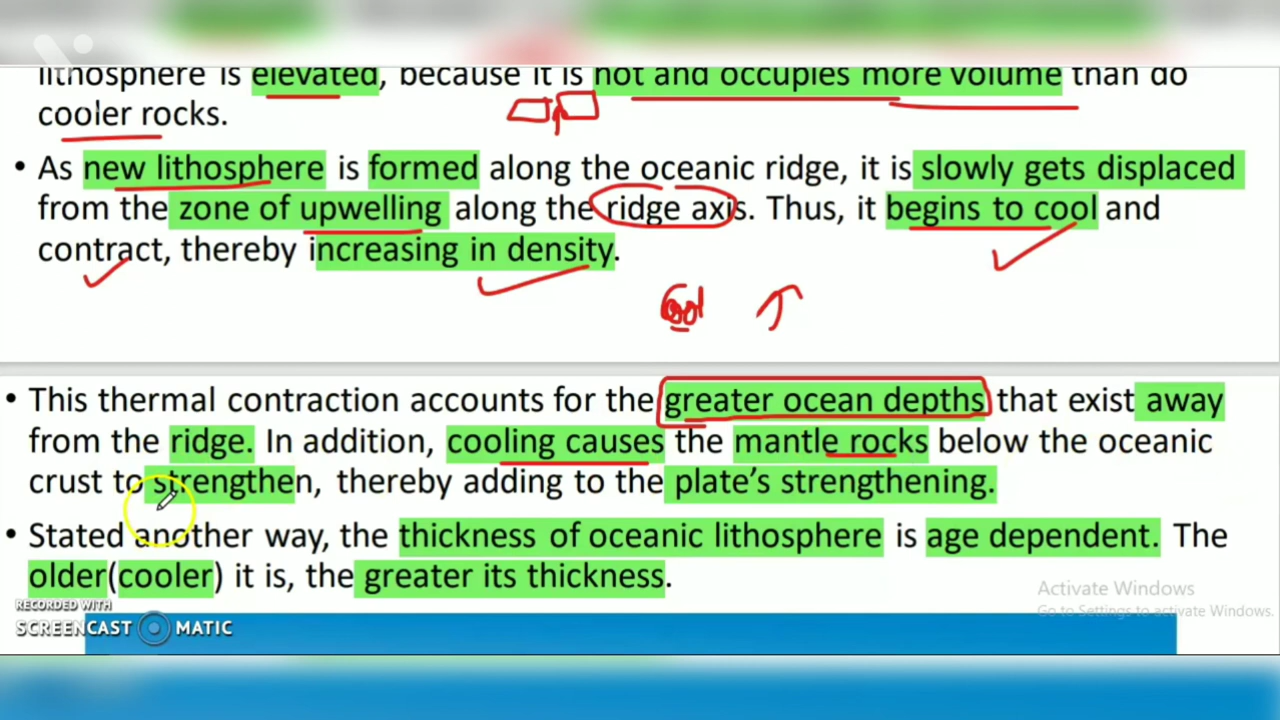 lithosphere is elevated, because it is hot and occupies more volume than do
cooler rocks.
• As new lithosphere is formed along the oceanic ridge, it is slowly gets displaced
from the zone of upwelling along the ridge axis. Thus, it begins to cool and
contract, thereby increasing in density.
• This thermal contraction accounts for the greater ocean depths that exist away
from the ridge. In addition, cooling causes the mantle rocks below the oceanic
crust to strengthen, thereby adding to the plate’s strengthening.
• Stated another way, the thickness of oceanic lithosphere is age dependent. The
older(cooler) it is, the greater its thickness.
Activate Windows
Go to Settings to activate Windows.
RECORDED WITH
SCREENCAST MATIC